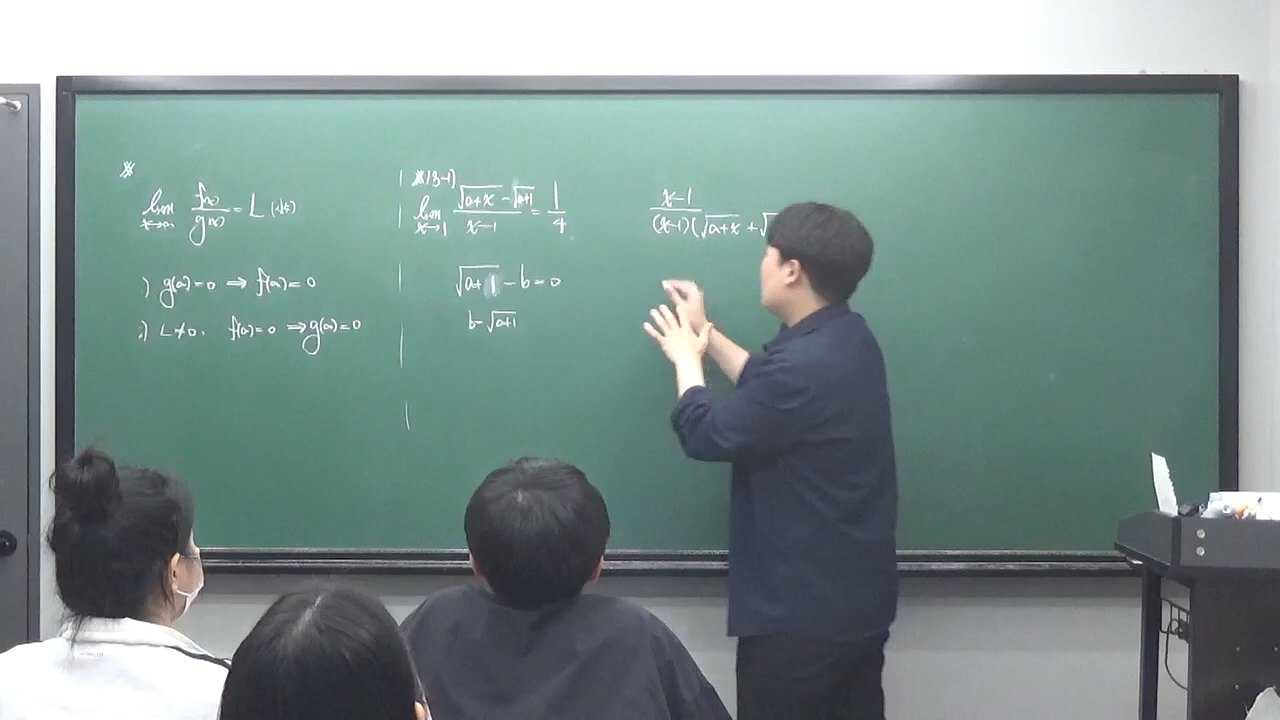 ※
lim x→a f(x)/g(x) = L (상수)
i) g(a)=0 ⇒ f(a)=0
ii) L≠0, f(a)=0 ⇒ g(a)=0
※(3-1)
lim x→1 (√(a+x) - √(a+1))/(x-1) = 1/4
√(a+1) - b = 0
b=√(a+1)
x-1
(x-1)(√(a+x) + √